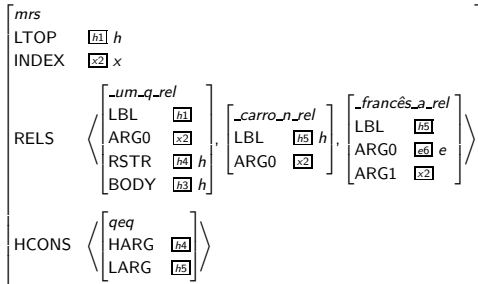 mrs
LTOP h1 h
INDEX x2 x
RELS ⟨ [_um_q_rel LBL h1 ARG0 x2 RSTR h4 h BODY h3 h], [_carro_n_rel LBL h5 h ARG0 x2], [_francês_a_rel LBL h5 ARG0 e6 e ARG1 x2] ⟩
HCONS ⟨ [qeq HARG h4 LARG h5] ⟩